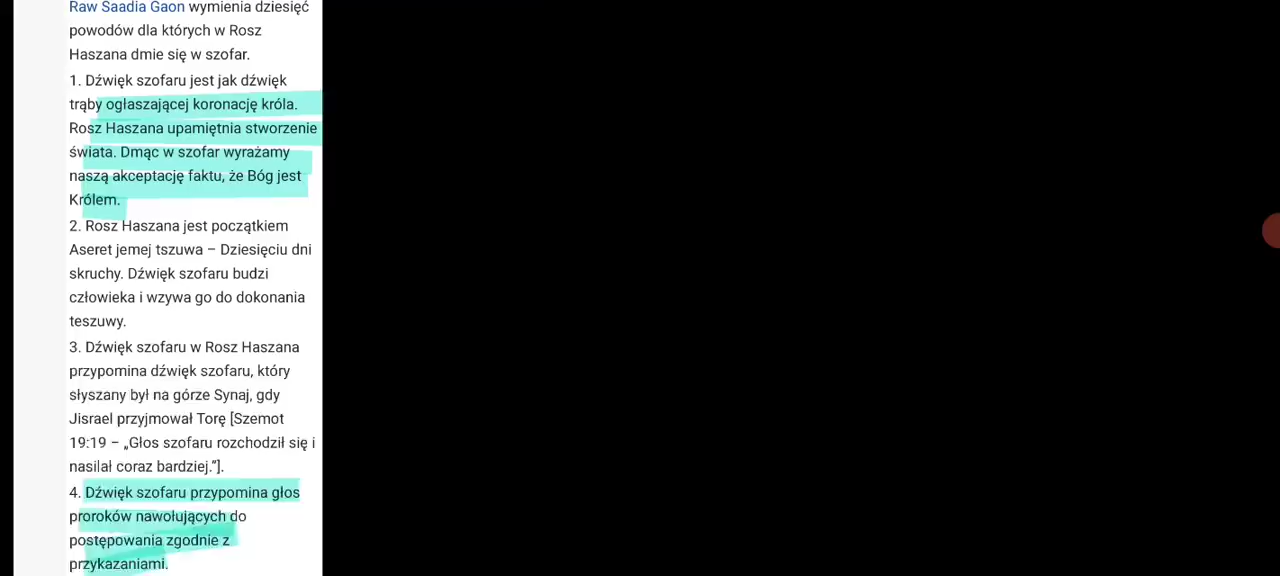 Raw Saadia Gaon wymienia dziesięć
powodów dla których w Rosz
Haszana dmie się w szofar.
1. Dźwięk szofaru jest jak dźwięk
trąby ogłaszającej koronację króla.
Rosz Haszana upamiętnia stworzenie
świata. Dmąc w szofar wyrażamy
naszą akceptację faktu, że Bóg jest
Królem.
2. Rosz Haszana jest początkiem
Aseret jemej tszuwa – Dziesięciu dni
skruchy. Dźwięk szofaru budzi
człowieka i wzywa go do dokonania
teszuwy.
3. Dźwięk szofaru w Rosz Haszana
przypomina dźwięk szofaru, który
słyszany był na górze Synaj, gdy
Jisrael przyjmował Torę [Szemot
19:19 – „Głos szofaru rozchodził się i
nasilał coraz bardziej.”].
4. Dźwięk szofaru przypomina głos
proroków nawołujących do
postępowania zgodnie z
przykazaniami.